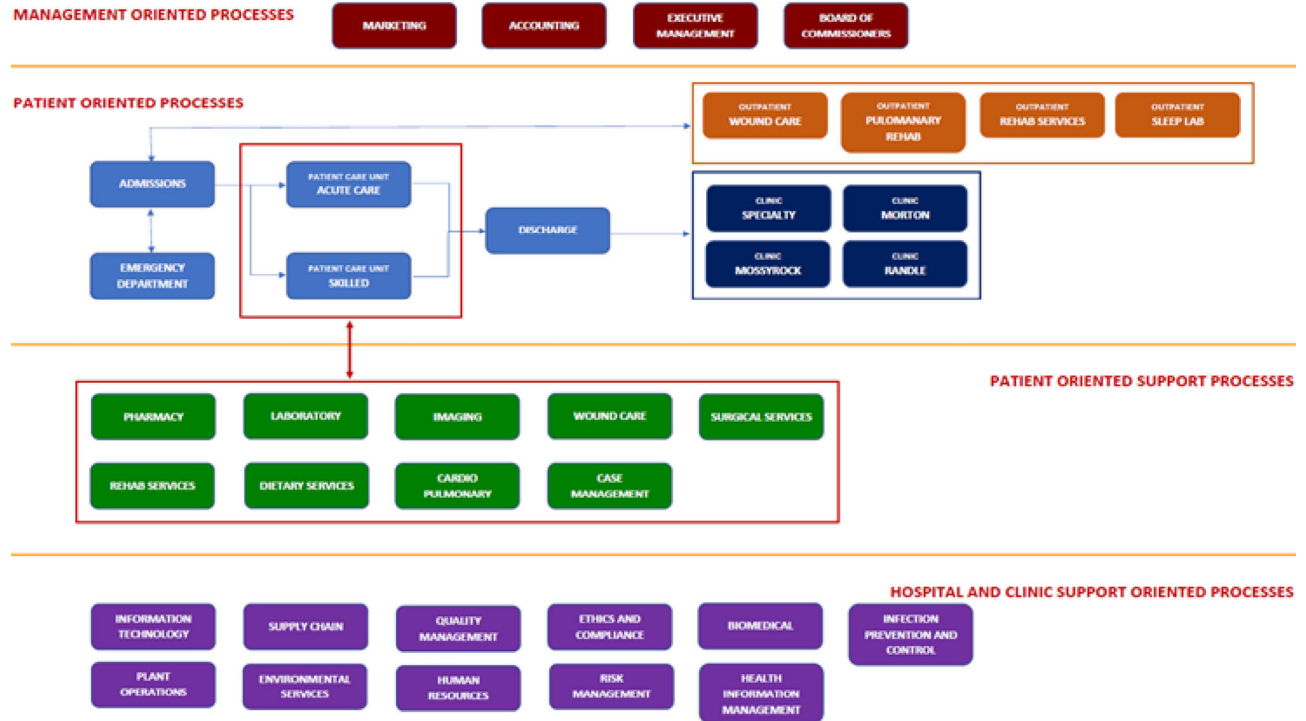 MANAGEMENT ORIENTED PROCESSES
MARKETING
ACCOUNTING
EXECUTIVE
MANAGEMENT
BOARD OF
COMMISSIONERS
PATIENT ORIENTED PROCESSES
OUTPATIENT
WOUND CARE
OUTPATIENT
PULOMANARY
REHAB
OUTPATIENT
REHAB SERVICES
OUTPATIENT
SLEEP LAB
ADMISSIONS
PATIENT CARE UNIT
ACUTE CARE
EMERGENCY
DEPARTMENT
PATIENT CARE UNIT
SKILLED
DISCHARGE
CLINIC
SPECIALTY
CLINIC
MORTON
CLINIC
MOSSYROCK
CLINIC
RANDLE
PATIENT ORIENTED SUPPORT PROCESSES
PHARMACY
LABORATORY
IMAGING
WOUND CARE
SURGICAL SERVICES
REHAB SERVICES
DIETARY SERVICES
CARDIO
PULMONARY
CASE
MANAGEMENT
HOSPITAL AND CLINIC SUPPORT ORIENTED PROCESSES
INFORMATION
TECHNOLOGY
SUPPLY CHAIN
QUALITY
MANAGEMENT
ETHICS AND
COMPLIANCE
BIOMEDICAL
INFECTION
PREVENTION AND
CONTROL
PLANT
OPERATIONS
ENVIRONMENTAL
SERVICES
HUMAN
RESOURCES
RISK
MANAGEMENT
HEALTH
INFORMATION
MANAGEMENT